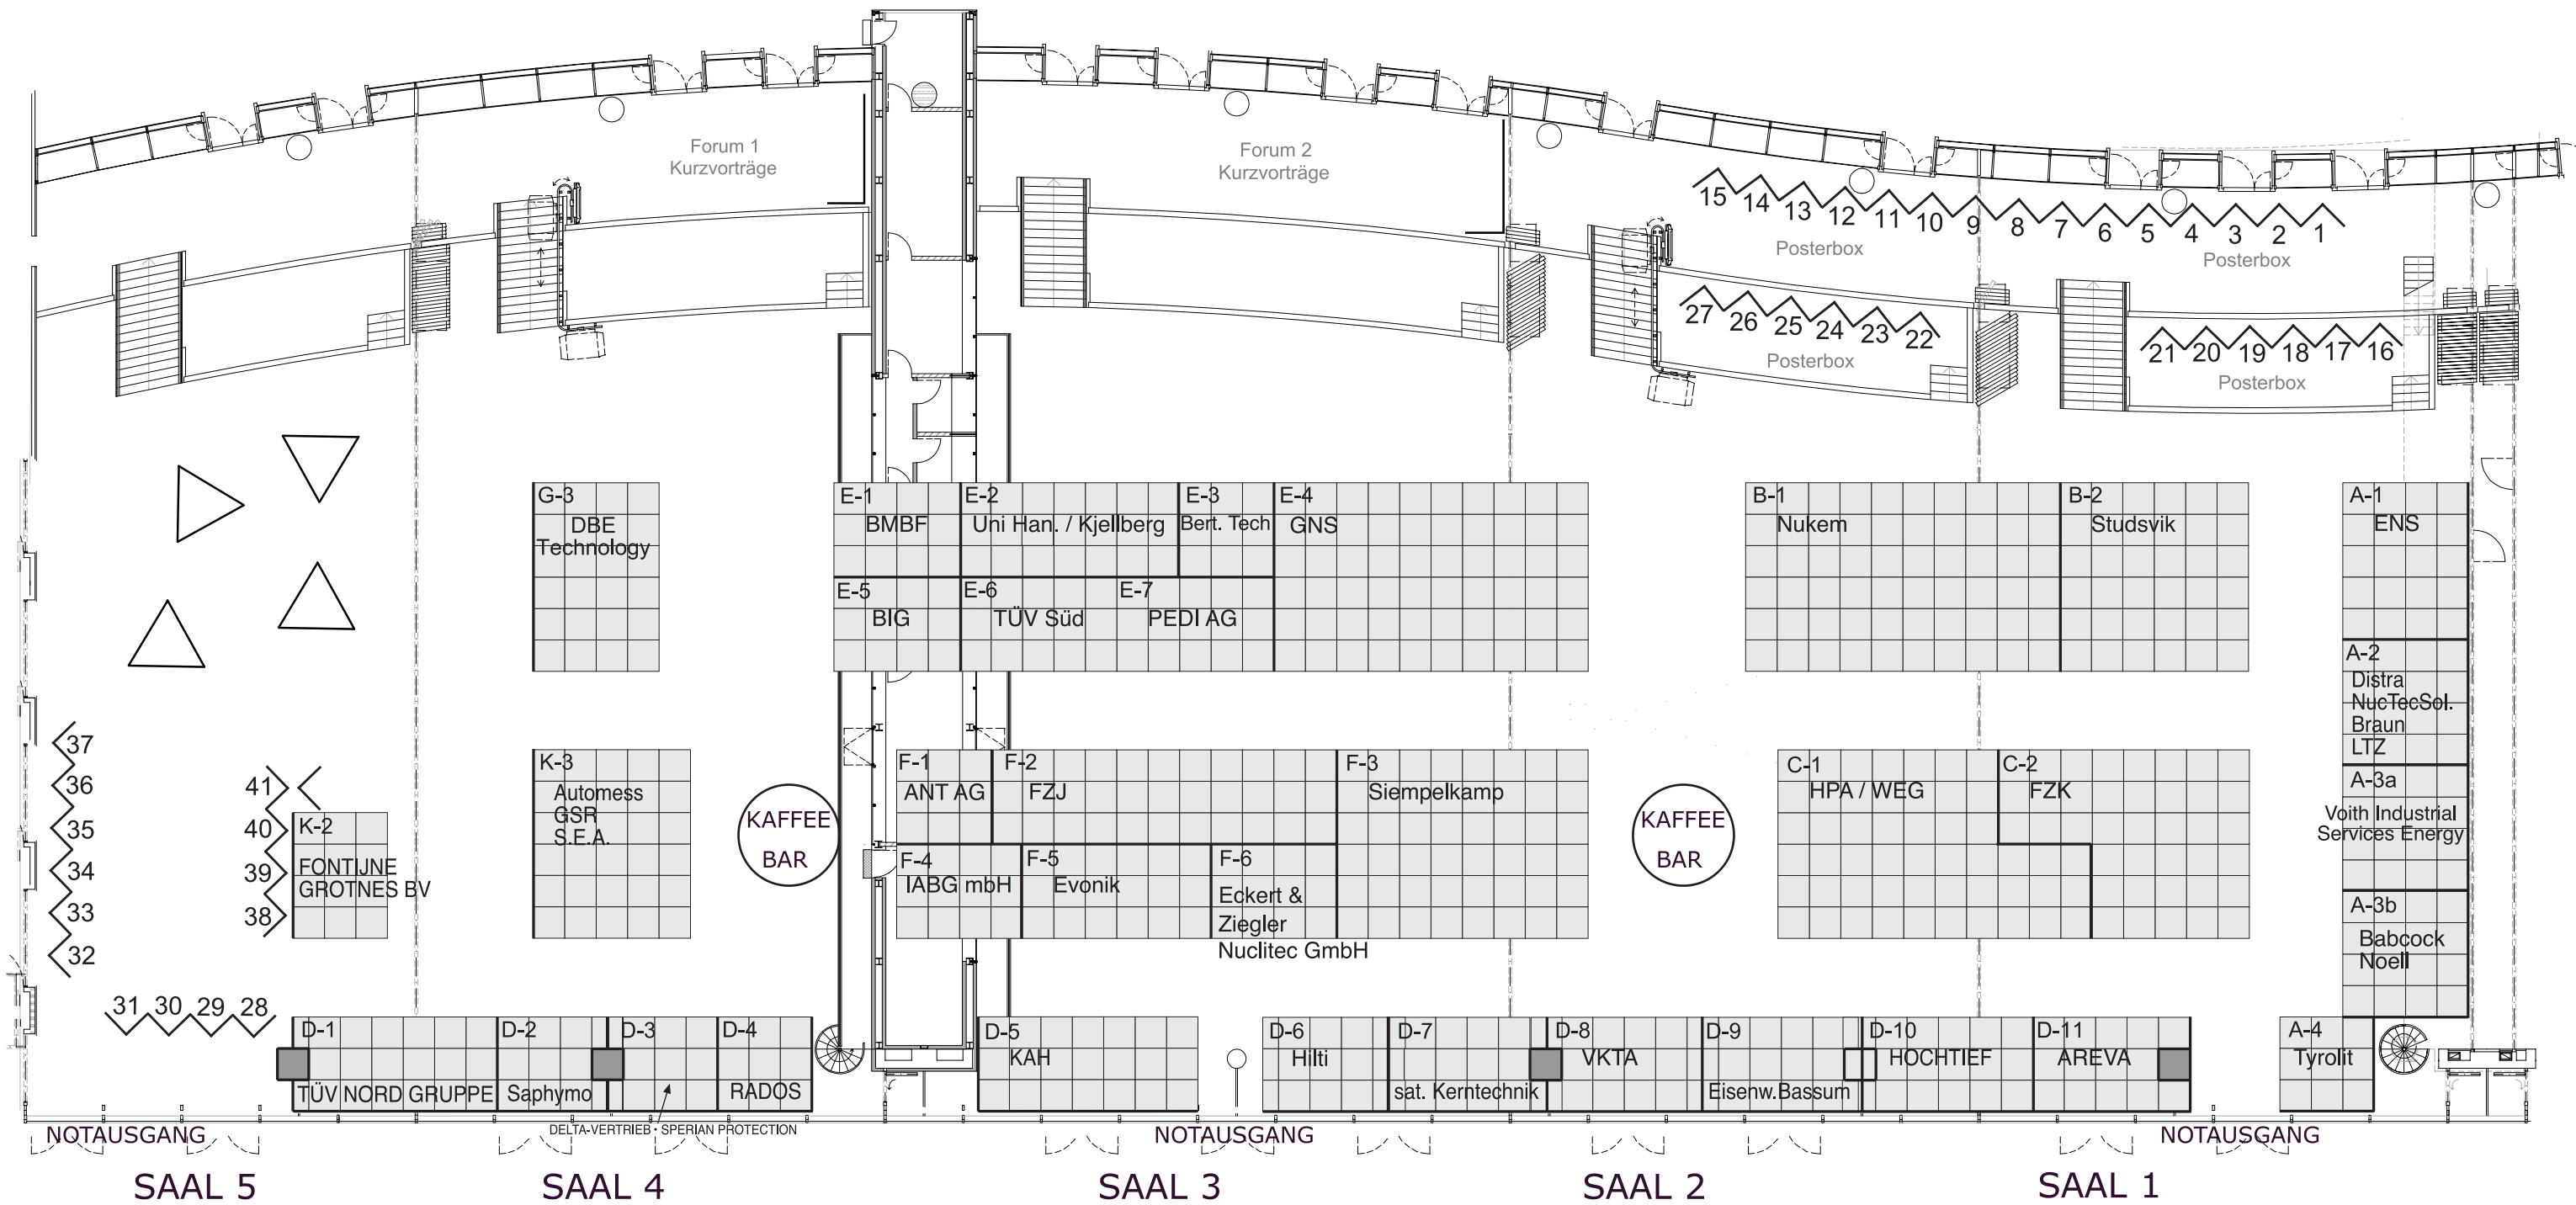 Forum 1
Kurzvorträge
Forum 2
Kurzvorträge
15 14 13 12 11 10 9 8 7 6 5 4 3 2 1
Posterbox
Posterbox
27 26 25 24 23 22
Posterbox
21 20 19 18 17 16
Posterbox
G-3
DBE
Technology
E-1
BMBF
E-2
Uni Han. / Kjellberg
E-3
Bert. Tech
E-4
GNS
E-5
BIG
E-6
TÜV Süd
E-7
PEDI AG
B-1
Nukem
B-2
Studsvik
A-1
ENS
A-2
Distra
NucTecSol.
Braun
LTZ
A-3a
Voith Industrial
Services Energy
A-3b
Babcock
Noell
37
36
35
34
33
32
41
40
39
38
K-2
FONTIJNE
GROTNES BV
K-3
Automess
GSR
S.E.A.
KAFFEE
BAR
F-1
ANT AG
F-2
FZJ
F-3
Siempelkamp
F-4
IABG mbH
F-5
Evonik
F-6
Eckert &
Ziegler
Nuclitec GmbH
KAFFEE
BAR
C-1
HPA / WEG
C-2
FZK
31 30 29 28
D-1
TÜV NORD GRUPPE
D-2
Saphymo
D-3
D-4
RADOS
DELTA-VERTRIEB • SPERIAN PROTECTION
D-5
KAH
D-6
Hilti
D-7
sat. Kerntechnik
D-8
VKTA
D-9
Eisenw.Bassum
D-10
HOCHTIEF
D-11
AREVA
A-4
Tyrolit
NOTAUSGANG
NOTAUSGANG
NOTAUSGANG
SAAL 5
SAAL 4
SAAL 3
SAAL 2
SAAL 1